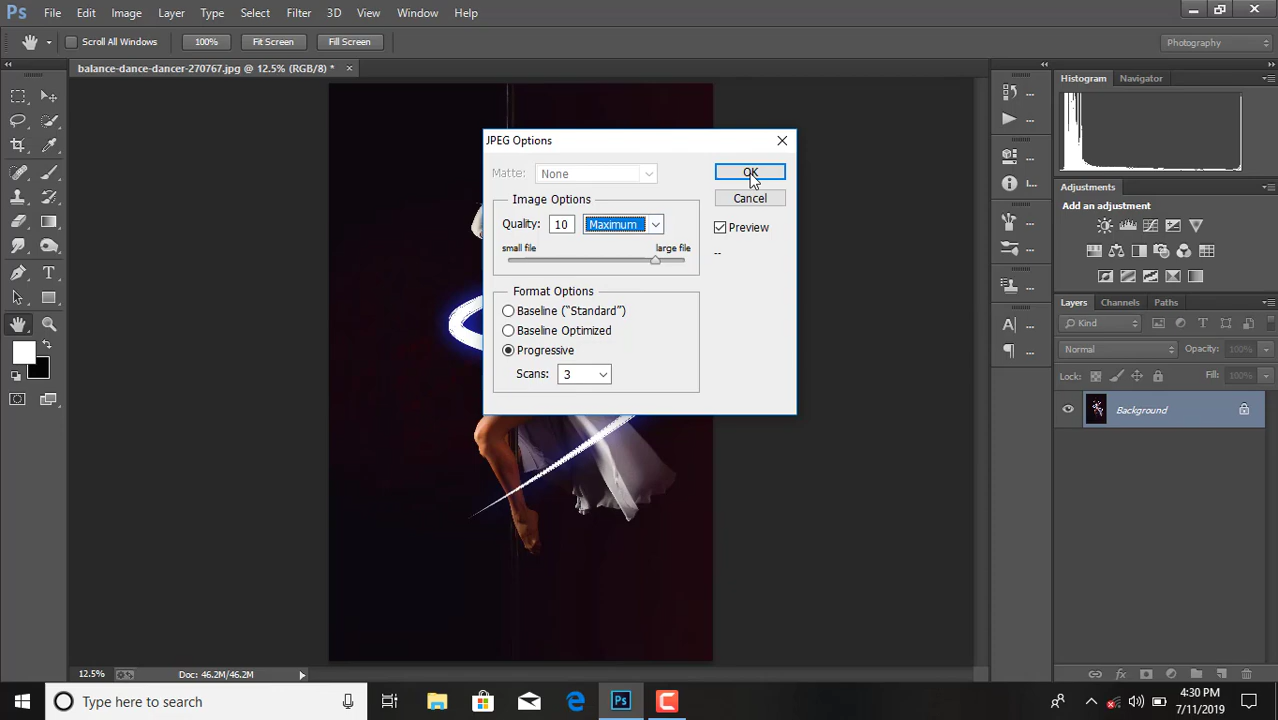 Ps File Edit Image Layer Type Select Filter 3D View Window Help
Scroll All Windows 100% Fit Screen Fill Screen Photography
balance-dance-dancer-270767.jpg @ 12.5% (RGB/8) * ×
Histogram Navigator
JPEG Options
Matte: None
OK
Cancel
Preview
--
Image Options
Quality: 10 Maximum
small file large file
Format Options
Baseline (“Standard”)
Baseline Optimized
Progressive
Scans: 3
Adjustments
Add an adjustment
Layers Channels Paths
Kind
Normal Opacity: 100%
Lock: Fill: 100%
Background
12.5% Doc: 46.2M/46.2M
Type here to search
4:30 PM
7/11/2019